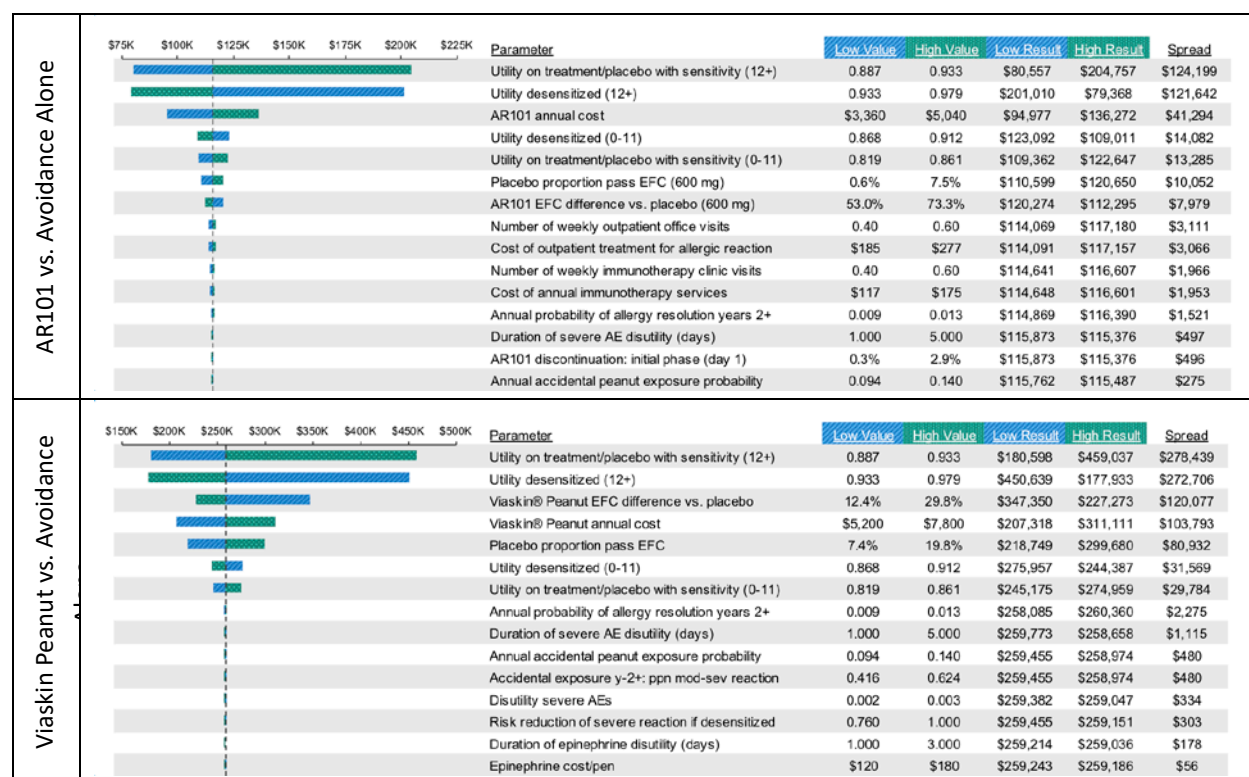 AR101 vs. Avoidance Alone
$75K $100K $125K $150K $175K $200K $225K Parameter Low Value High Value Low Result High Result Spread
Utility on treatment/placebo with sensitivity (12+) 0.887 0.933 $80,557 $204,757 $124,199
Utility desensitized (12+) 0.933 0.979 $201,010 $79,368 $121,642
AR101 annual cost $3,360 $5,040 $94,977 $136,272 $41,294
Utility desensitized (0-11) 0.868 0.912 $123,092 $109,011 $14,082
Utility on treatment/placebo with sensitivity (0-11) 0.819 0.861 $109,362 $122,647 $13,285
Placebo proportion pass EFC (600 mg) 0.6% 7.5% $110,599 $120,650 $10,052
AR101 EFC difference vs. placebo (600 mg) 53.0% 73.3% $120,274 $112,295 $7,979
Number of weekly outpatient office visits 0.40 0.60 $114,069 $117,180 $3,111
Cost of outpatient treatment for allergic reaction $185 $277 $114,091 $117,157 $3,066
Number of weekly immunotherapy clinic visits 0.40 0.60 $114,641 $116,607 $1,966
Cost of annual immunotherapy services $117 $175 $114,648 $116,601 $1,953
Annual probability of allergy resolution years 2+ 0.009 0.013 $114,869 $116,390 $1,521
Duration of severe AE disutility (days) 1.000 5.000 $115,873 $115,376 $497
AR101 discontinuation: initial phase (day 1) 0.3% 2.9% $115,873 $115,376 $496
Annual accidental peanut exposure probability 0.094 0.140 $115,762 $115,487 $275
Viaskin Peanut vs. Avoidance
$150K $200K $250K $300K $350K $400K $450K $500K Parameter Low Value High Value Low Result High Result Spread
Utility on treatment/placebo with sensitivity (12+) 0.887 0.933 $180,598 $459,037 $278,439
Utility desensitized (12+) 0.933 0.979 $450,639 $177,933 $272,706
Viaskin® Peanut EFC difference vs. placebo 12.4% 29.8% $347,350 $227,273 $120,077
Viaskin® Peanut annual cost $5,200 $7,800 $207,318 $311,111 $103,793
Placebo proportion pass EFC 7.4% 19.8% $218,749 $299,680 $80,932
Utility desensitized (0-11) 0.868 0.912 $275,957 $244,387 $31,569
Utility on treatment/placebo with sensitivity (0-11) 0.819 0.861 $245,175 $274,959 $29,784
Annual probability of allergy resolution years 2+ 0.009 0.013 $258,085 $260,360 $2,275
Duration of severe AE disutility (days) 1.000 5.000 $259,773 $258,658 $1,115
Annual accidental peanut exposure probability 0.094 0.140 $259,455 $258,974 $480
Accidental exposure y-2+: ppn mod-sev reaction 0.416 0.624 $259,455 $258,974 $480
Disutility severe AEs 0.002 0.003 $259,382 $259,047 $334
Risk reduction of severe reaction if desensitized 0.760 1.000 $259,455 $259,151 $303
Duration of epinephrine disutility (days) 1.000 3.000 $259,214 $259,036 $178
Epinephrine cost/pen $120 $180 $259,243 $259,186 $56